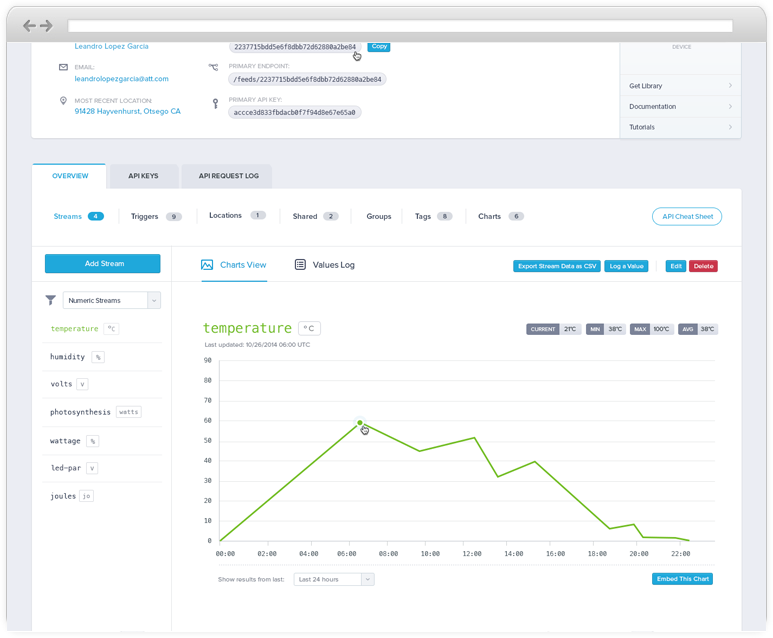 Leandro Lopez Garcia
2237715bdd5e6f8dbb72d62880a2be84 Copy
DEVICE
EMAIL:
leandrolopezgarcia@att.com
PRIMARY ENDPOINT:
/feeds/2237715bdd5e6f8dbb72d62880a2be84
Get Library
MOST RECENT LOCATION:
91428 Hayvenhurst, Otsego CA
PRIMARY API KEY:
accce3d833fbdacb0f7f94d8e67e65a0
Documentation
Tutorials
OVERVIEW API KEYS API REQUEST LOG
Streams 4 Triggers 9 Locations 1 Shared 2 Groups Tags 8 Charts 6 API Cheat Sheet
Add Stream Charts View Values Log Export Stream Data as CSV Log a Value Edit Delete
Numeric Streams
temperature °C
humidity %
volts v
photosynthesis watts
wattage %
led-par v
joules jo
temperature °C
CURRENT 21°C MIN 38°C MAX 100°C AVG 38°C
Last updated: 10/26/2014 06:00 UTC
90
80
70
60
50
40
30
20
10
0
00:00 02:00 04:00 06:00 08:00 10:00 12:00 14:00 16:00 18:00 20:00 22:00
Show results from last: Last 24 hours Embed This Chart